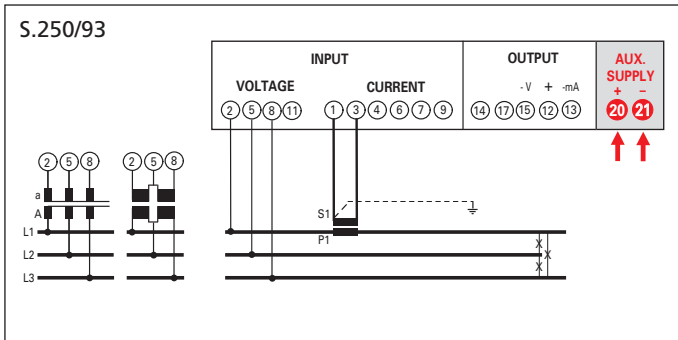 S.250/93
INPUT
OUTPUT
AUX.
SUPPLY
VOLTAGE
CURRENT
- V + -mA
+ −
2 5 8 11
1 3 4 6 7 9
14 17 15 12 13
20 21
2 5 8
2 5 8
a
A
S1
P1
L1
L2
L3
X
X
X